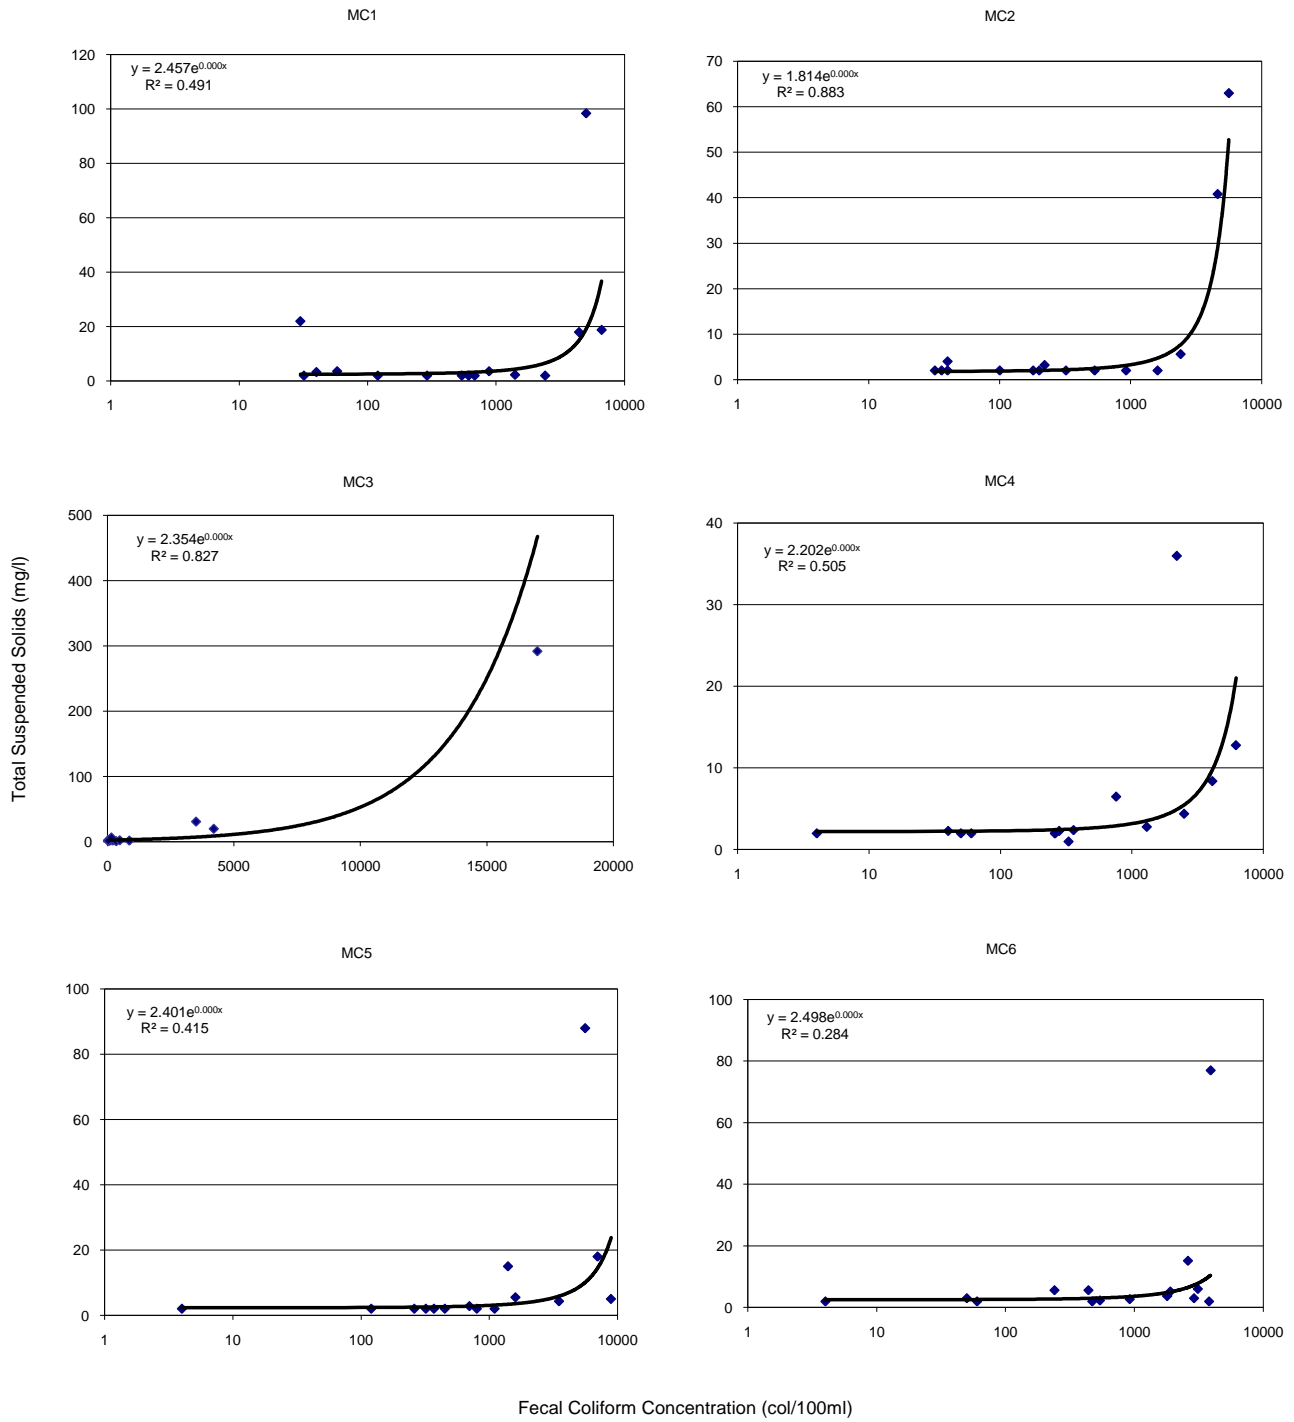 MC1
120
100
80
60
40
20
0
y = 2.457e0.000x
R² = 0.491
1 10 100 1000 10000
MC2
70
60
50
40
30
20
10
0
y = 1.814e0.000x
R² = 0.883
1 10 100 1000 10000
MC3
500
400
300
200
100
0
y = 2.354e0.000x
R² = 0.827
0 5000 10000 15000 20000
MC4
40
30
20
10
0
y = 2.202e0.000x
R² = 0.505
1 10 100 1000 10000
Total Suspended Solids (mg/l)
MC5
100
80
60
40
20
0
y = 2.401e0.000x
R² = 0.415
1 10 100 1000 10000
MC6
100
80
60
40
20
0
y = 2.498e0.000x
R² = 0.284
1 10 100 1000 10000
Fecal Coliform Concentration (col/100ml)